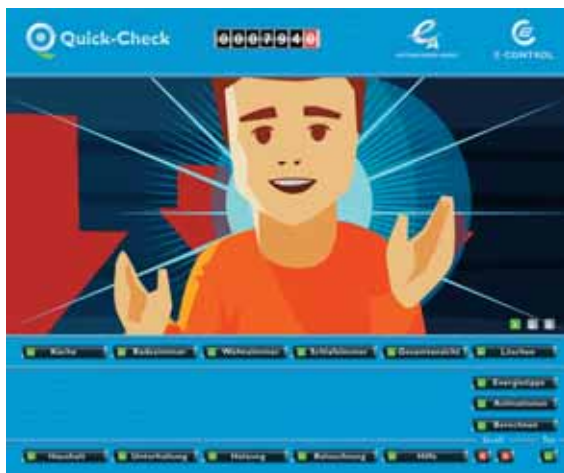 Quick-Check
0007940
E-CONTROL
Küche Badezimmer Wohnzimmer Schlafzimmer Gesamtansicht Löschen
Energietipps
Animationen
Berechnen
Haushalt Unterhaltung Heizung Beleuchtung Hilfe